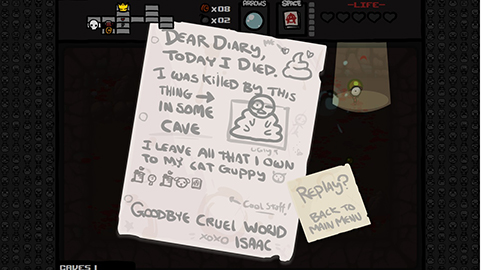 x08
x02
ARROWS
SPACE
-LIFE-
DEAR DIARY,
TODAY I DIED.
I WAS KILLED BY THIS
THING
IN SOME
CAVE
UGLY
I LEAVE ALL THAT I OWN
TO MY CAT GUPPY
Cool Stuff!
GOODBYE CRUEL WORLD
XOXO ISAAC
REPLAY?
BACK TO
MAIN MENU
CAVES I